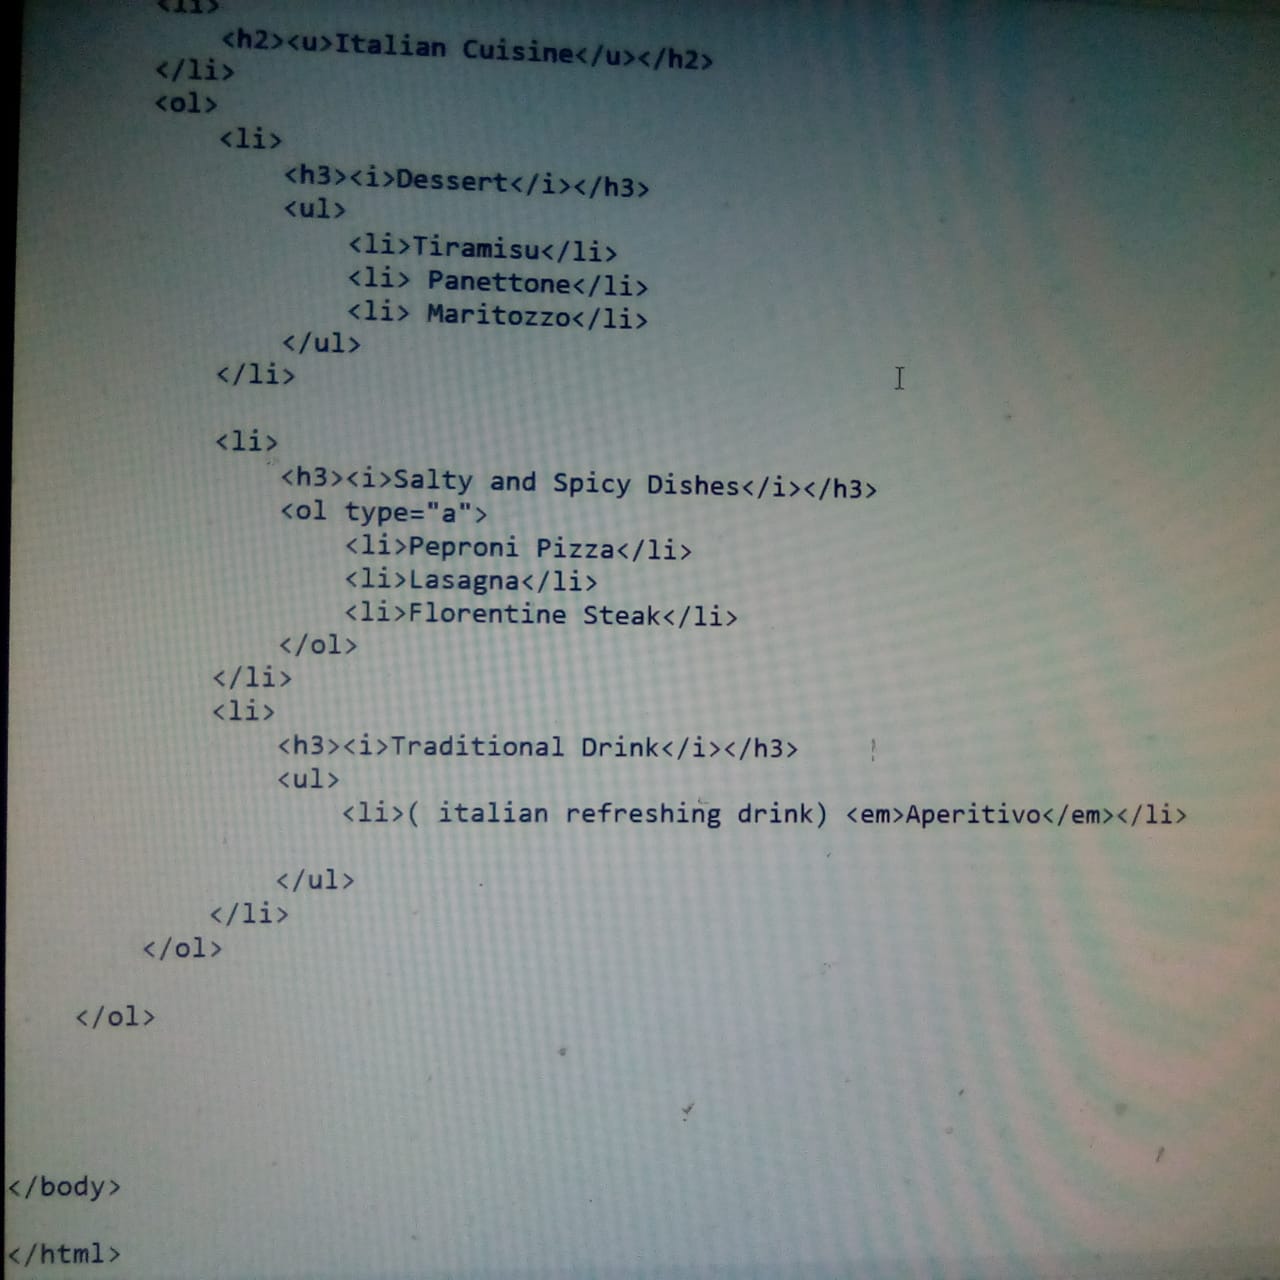 <li>
<h2><u>Italian Cuisine</u></h2>
</li>
<ol>
<li>
<h3><i>Dessert</i></h3>
<ul>
<li>Tiramisu</li>
<li> Panettone</li>
<li> Maritozzo</li>
</ul>
</li>
<li>
<h3><i>Salty and Spicy Dishes</i></h3>
<ol type="a">
<li>Peproni Pizza</li>
<li>Lasagna</li>
<li>Florentine Steak</li>
</ol>
</li>
<li>
<h3><i>Traditional Drink</i></h3>
<ul>
<li>( italian refreshing drink) <em>Aperitivo</em></li>
</ul>
</li>
</ol>
</ol>
</body>
</html>